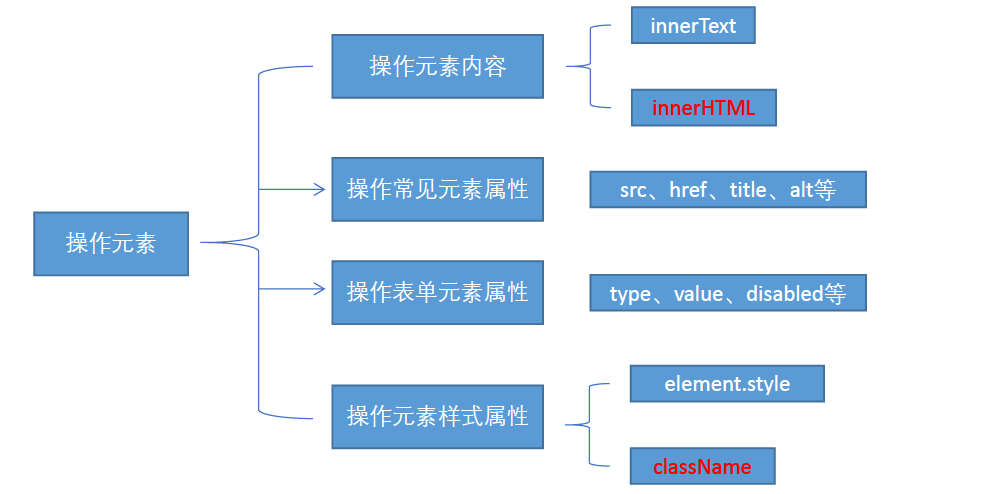 操作元素
操作元素内容
innerText
innerHTML
操作常见元素属性
src、href、title、alt等
操作表单元素属性
type、value、disabled等
操作元素样式属性
element.style
className